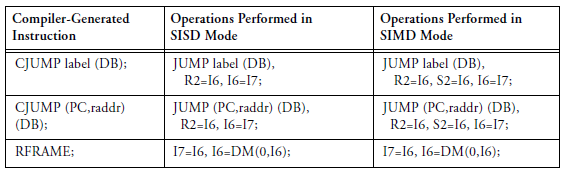 Compiler-Generated Instruction
Operations Performed in SISD Mode
Operations Performed in SIMD Mode
CJUMP label (DB);
JUMP label (DB),
R2=I6, I6=I7;
JUMP label (DB),
R2=I6, S2=I6, I6=I7;
CJUMP (PC,raddr)
(DB);
JUMP (PC,raddr) (DB),
R2=I6, I6=I7;
JUMP (PC,raddr) (DB),
R2=I6, S2=I6, I6=I7;
RFRAME;
I7=I6, I6=DM(0,I6);
I7=I6, I6=DM(0,I6);